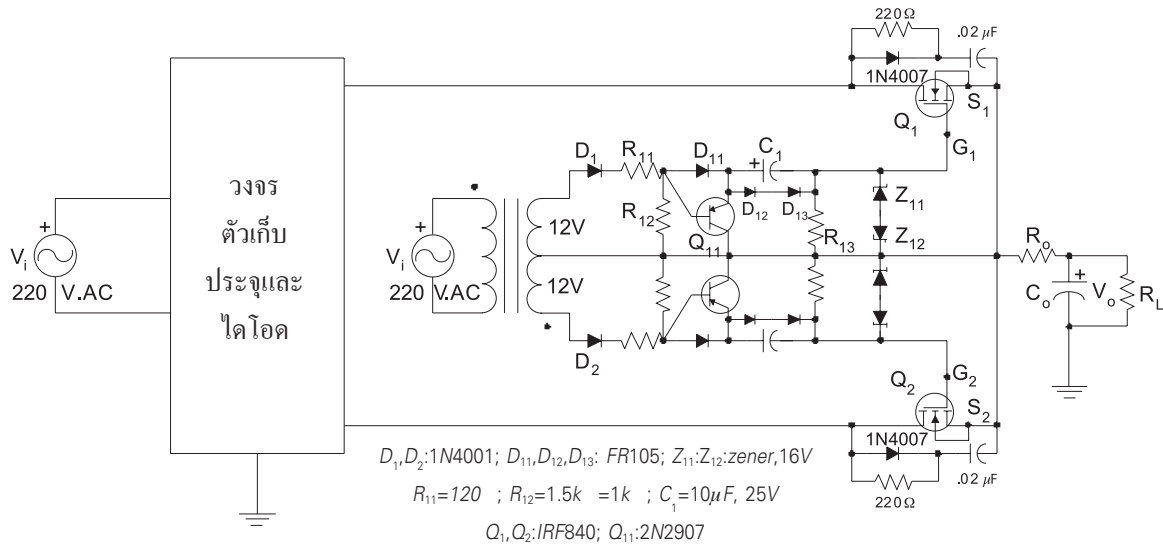 220 Ω
.02 μF
1N4007
S1
Q1
G1
วงจร
ตัวเก็บ
ประจุและ
ไดโอด
+
Vi
220 V.AC
+
Vi
220 V.AC
12V
12V
D1
R11
D11
+
C1
R12
D12
D13
Q11
R13
Z11
Z12
D2
Ro
+
Co
Vo
RL
Q2
G2
S2
1N4007
.02 μF
220 Ω
D1,D2:1N4001; D11,D12,D13: FR105; Z11:Z12:zener,16V
R11=120 ; R12=1.5k =1k ; C1=10μF, 25V
Q1,Q2:IRF840; Q11:2N2907